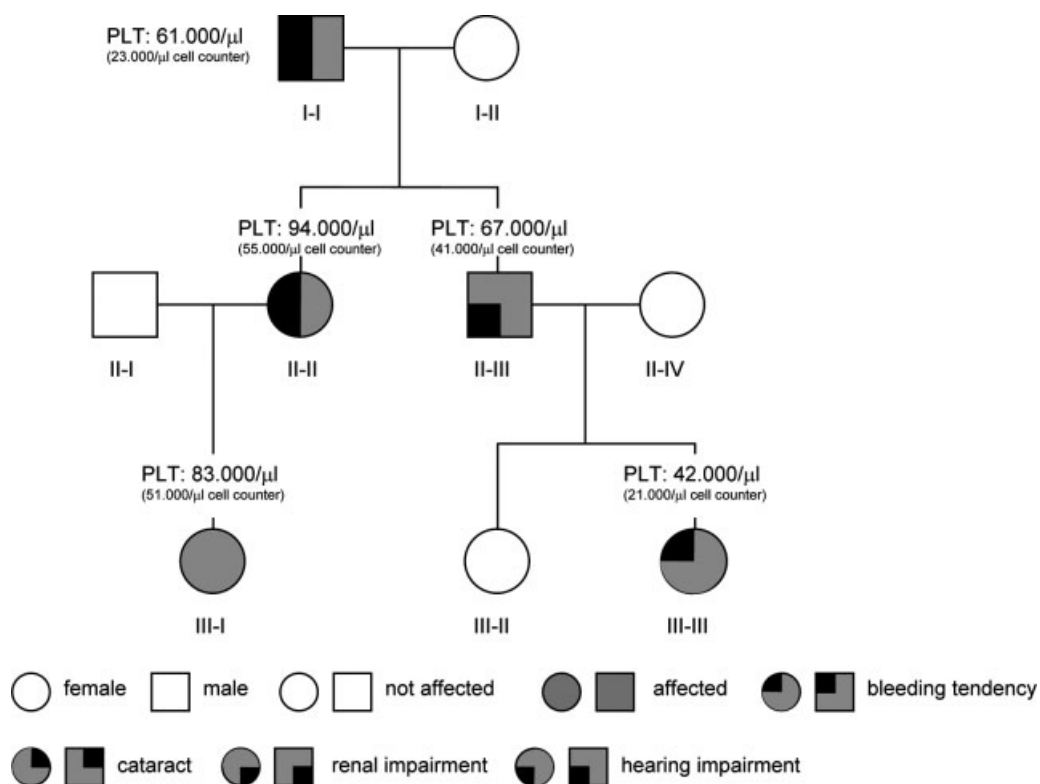 PLT: 61.000/µl
(23.000/µl cell counter)
I-I
I-II
PLT: 94.000/µl
(55.000/µl cell counter)
PLT: 67.000/µl
(41.000/µl cell counter)
II-I
II-II
II-III
II-IV
PLT: 83.000/µl
(51.000/µl cell counter)
PLT: 42.000/µl
(21.000/µl cell counter)
III-I
III-II
III-III
female
male
not affected
affected
bleeding tendency
cataract
renal impairment
hearing impairment